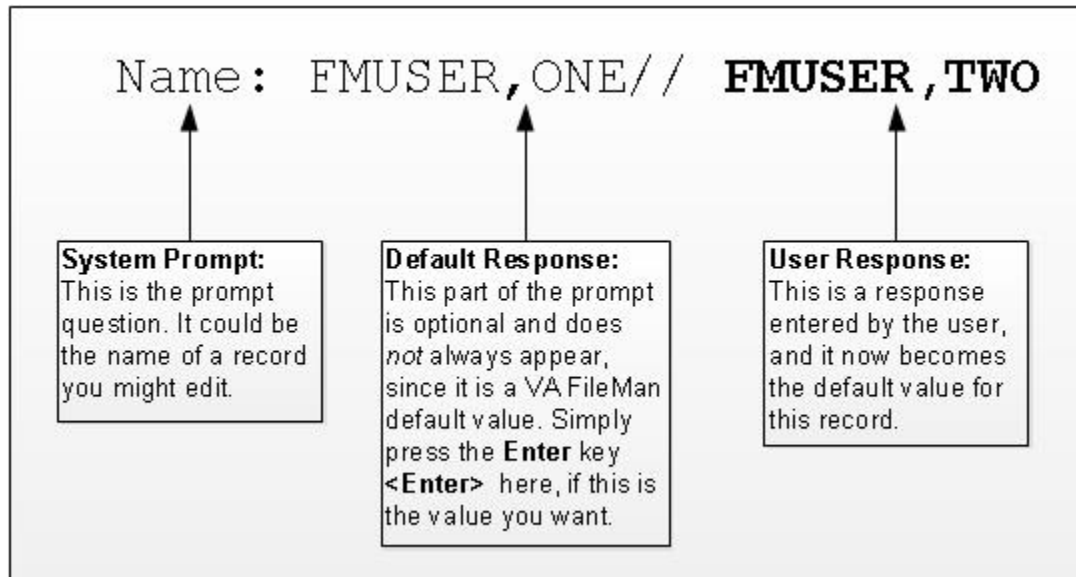 Name: FMUSER,ONE// FMUSER,TWO
System Prompt:
This is the prompt
question. It could be
the name of a record
you might edit.
Default Response:
This part of the prompt
is optional and does
not always appear,
since it is a VA FileMan
default value. Simply
press the Enter key
<Enter> here, if this is
the value you want.
User Response:
This is a response
entered by the user,
and it now becomes
the default value for
this record.